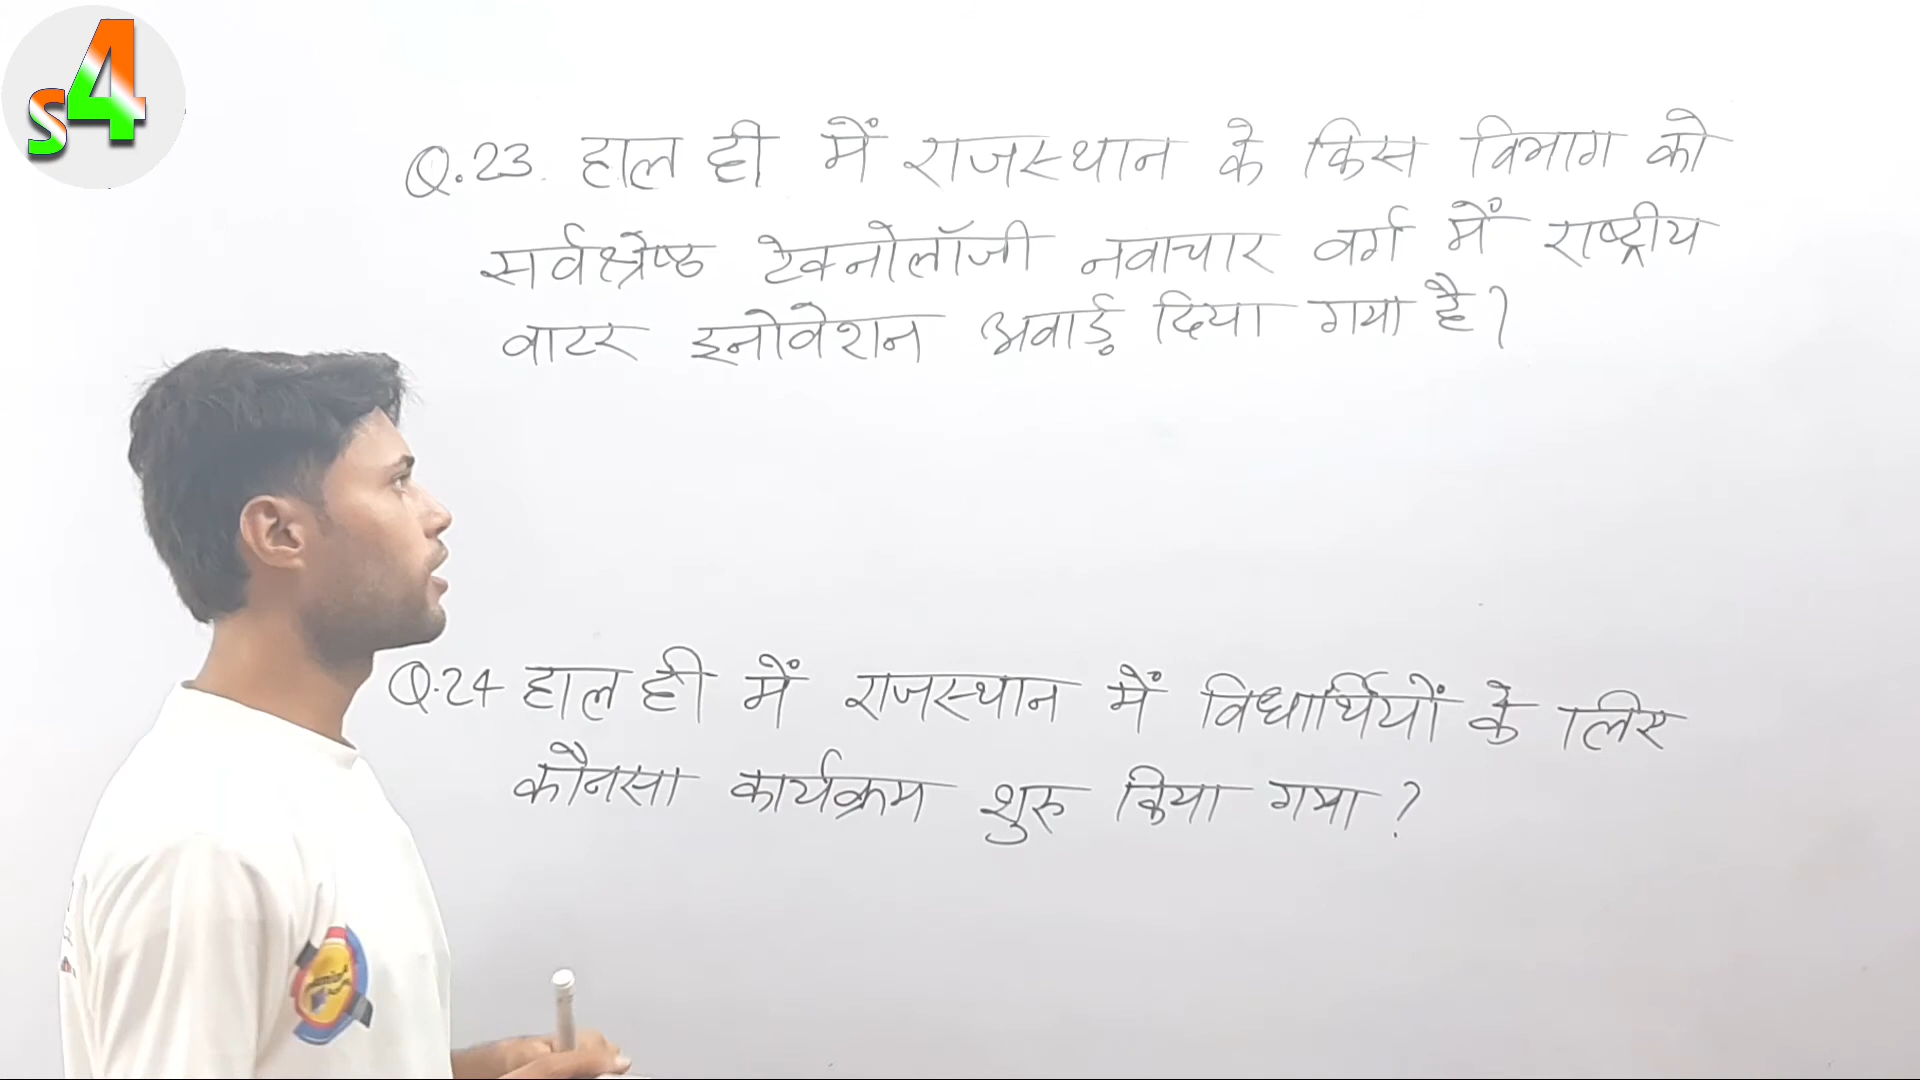 S4
Q.23. हाल ही में राजस्थान के किस विभाग को
सर्वश्रेष्ठ टेक्नोलॉजी नवाचार वर्ग में राष्ट्रीय
वाटर इनोवेशन अवार्ड़ दिया गया है?
Q.24 हाल ही में राजस्थान में विधार्थियों के लिए
कौनसा कार्यक्रम शुरु किया गया?